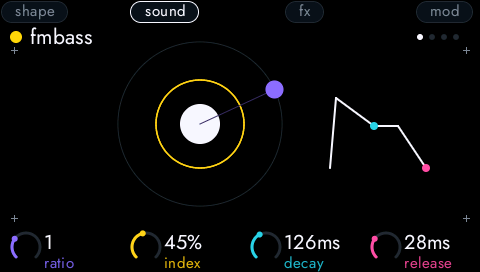 shape sound fx mod
fmbass
1 45% 126ms 28ms
ratio index decay release